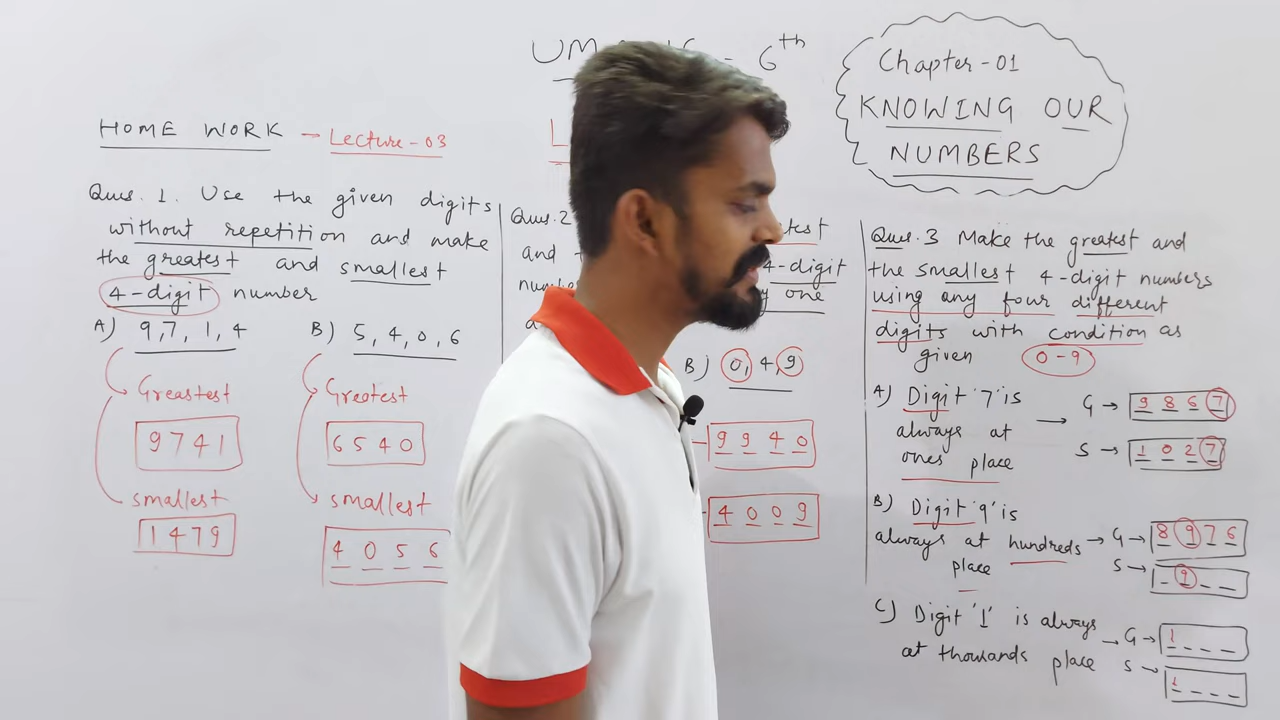 6th
Chapter-01
KNOWING OUR
NUMBERS
HOME WORK → Lecture-03
Ques. 1. Use the given digits
without repetition and make
the greatest and smallest
4-digit number
A) 9,7,1,4
Greastest
9741
smallest
1479
B) 5,4,0,6
Greatest
6540
smallest
4056
Ques.2
and
4-digit
one
B) 0,4,9
9940
4009
Ques.3 Make the greatest and
the smallest 4-digit numbers
using any four different
digits with condition as
given 0-9
A) Digit '7' is
always at
ones place
→ G → 9867
S → 1027
B) Digit '9' is
always at hundreds
place
→ G → 8976
S → _ 9 _ _
C) Digit '1' is always
at thousands place
→ G → 1 _ _ _
S → 1 _ _ _